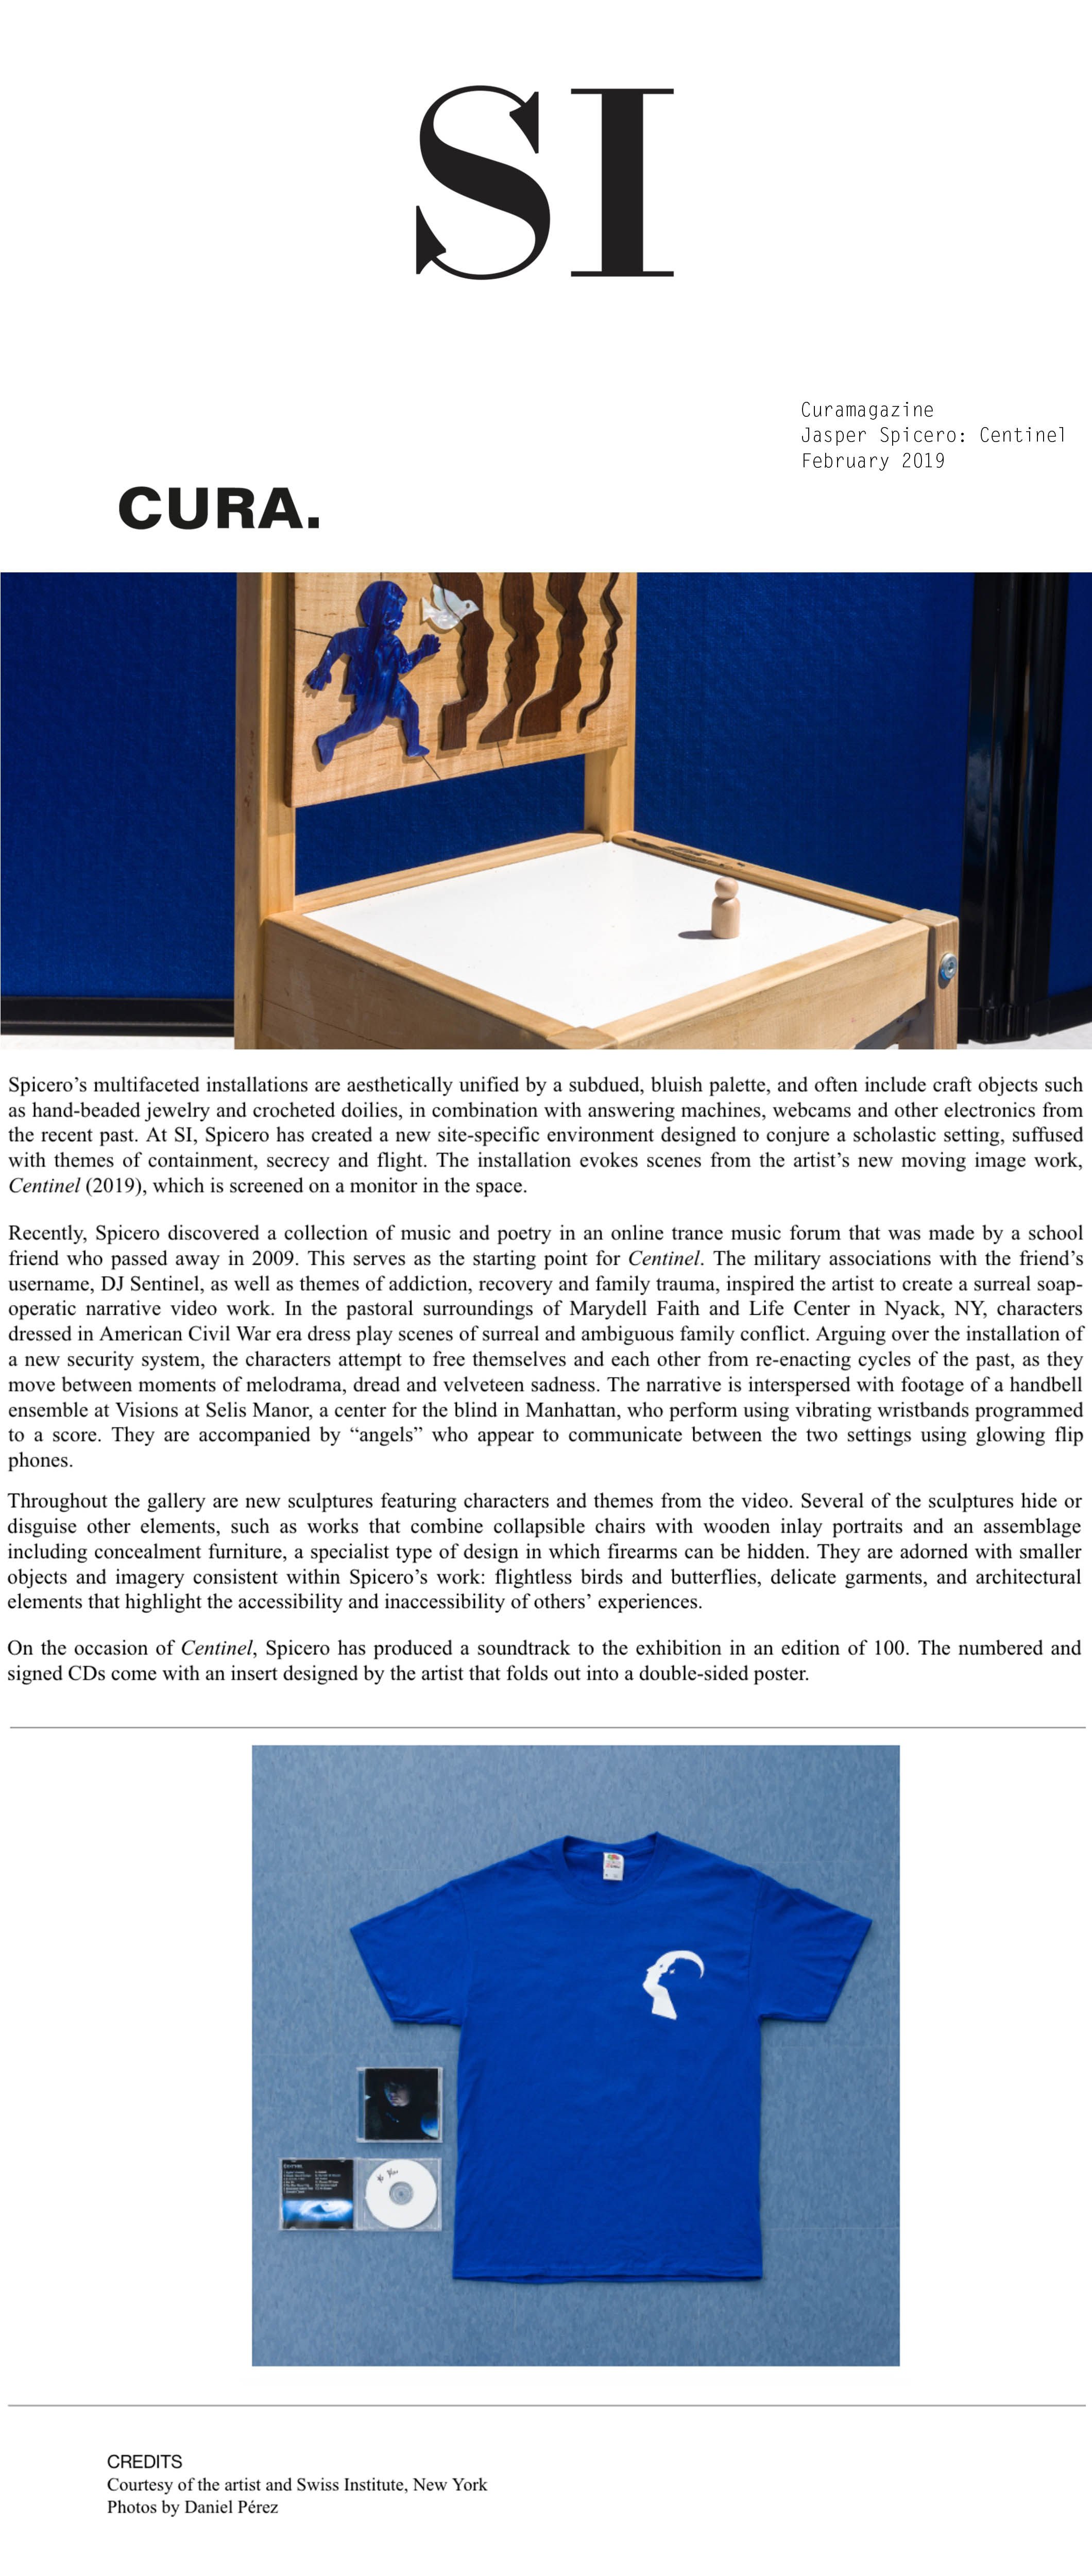 SI
Curamagazine
Jasper Spicero: Centinel
February 2019
CURA.
Spicero’s multifaceted installations are aesthetically unified by a subdued, bluish palette, and often include craft objects such
as hand-beaded jewelry and crocheted doilies, in combination with answering machines, webcams and other electronics from
the recent past. At SI, Spicero has created a new site-specific environment designed to conjure a scholastic setting, suffused
with themes of containment, secrecy and flight. The installation evokes scenes from the artist’s new moving image work,
Centinel (2019), which is screened on a monitor in the space.
Recently, Spicero discovered a collection of music and poetry in an online trance music forum that was made by a school
friend who passed away in 2009. This serves as the starting point for Centinel. The military associations with the friend’s
username, DJ Sentinel, as well as themes of addiction, recovery and family trauma, inspired the artist to create a surreal soap-
operatic narrative video work. In the pastoral surroundings of Marydell Faith and Life Center in Nyack, NY, characters
dressed in American Civil War era dress play scenes of surreal and ambiguous family conflict. Arguing over the installation of
a new security system, the characters attempt to free themselves and each other from re-enacting cycles of the past, as they
move between moments of melodrama, dread and velveteen sadness. The narrative is interspersed with footage of a handbell
ensemble at Visions at Selis Manor, a center for the blind in Manhattan, who perform using vibrating wristbands programmed
to a score. They are accompanied by “angels” who appear to communicate between the two settings using glowing flip
phones.
Throughout the gallery are new sculptures featuring characters and themes from the video. Several of the sculptures hide or
disguise other elements, such as works that combine collapsible chairs with wooden inlay portraits and an assemblage
including concealment furniture, a specialist type of design in which firearms can be hidden. They are adorned with smaller
objects and imagery consistent within Spicero’s work: flightless birds and butterflies, delicate garments, and architectural
elements that highlight the accessibility and inaccessibility of others’ experiences.
On the occasion of Centinel, Spicero has produced a soundtrack to the exhibition in an edition of 100. The numbered and
signed CDs come with an insert designed by the artist that folds out into a double-sided poster.
CREDITS
Courtesy of the artist and Swiss Institute, New York
Photos by Daniel Pérez